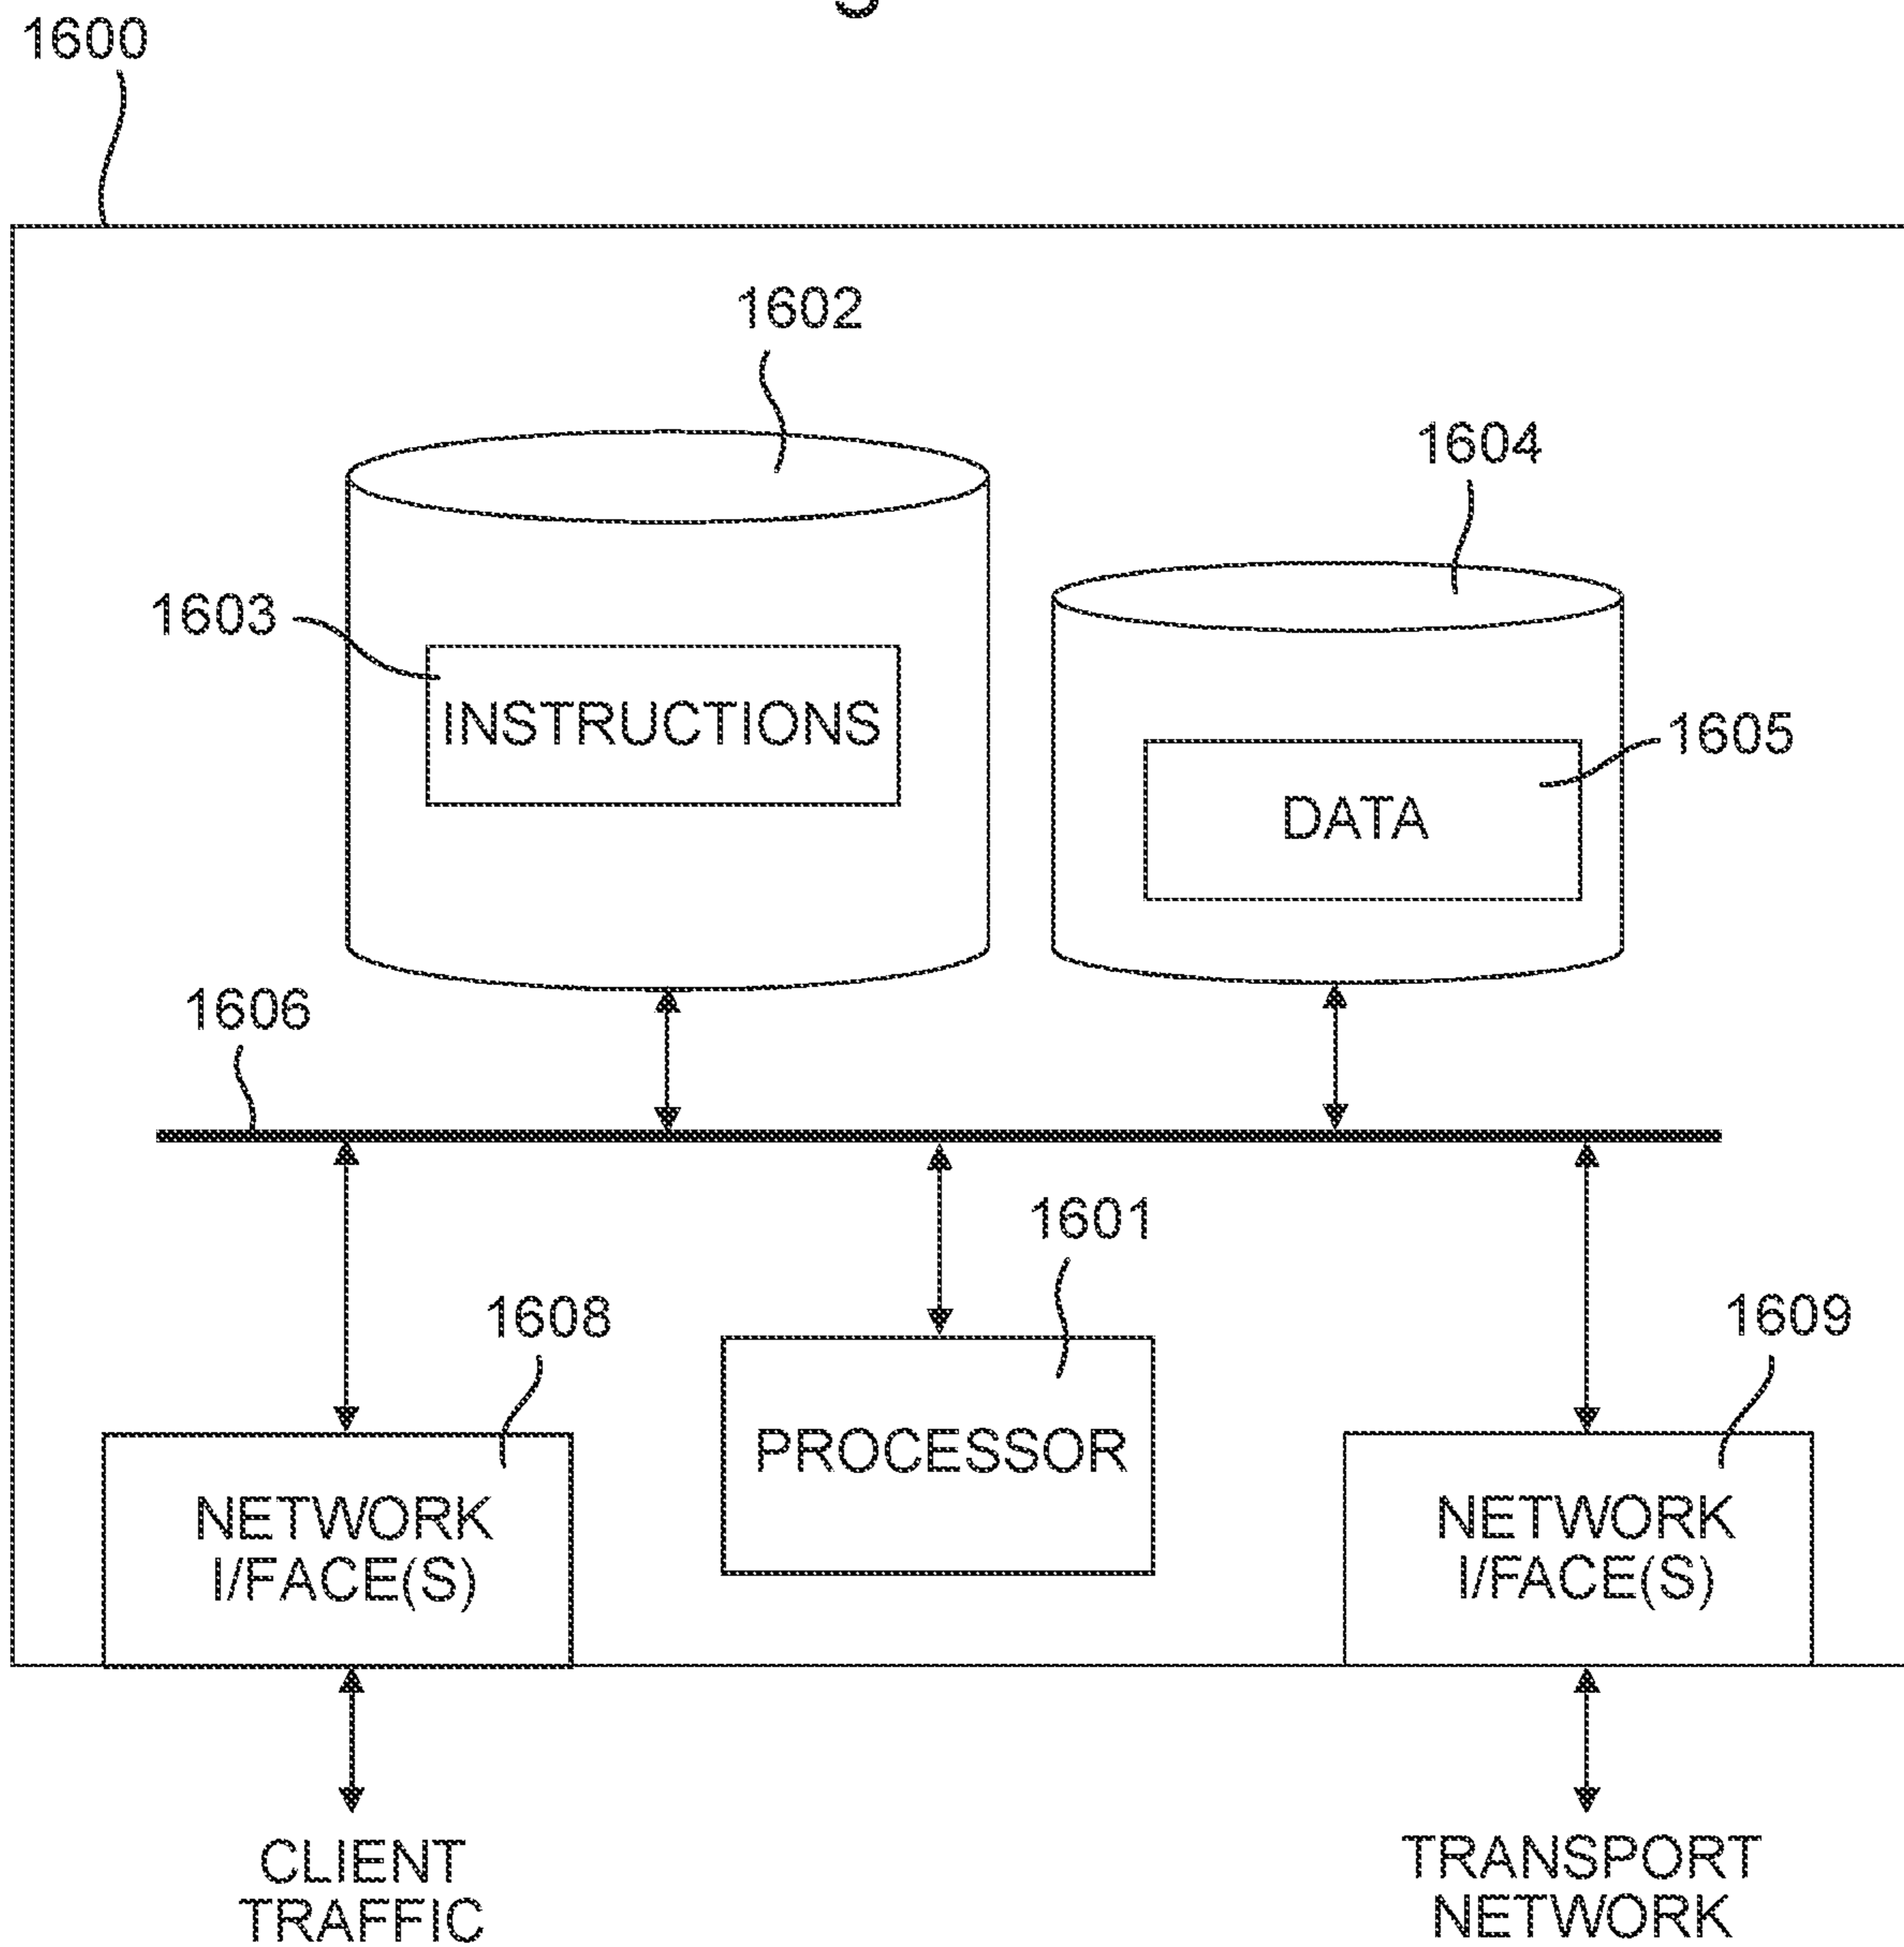 1600
1602
1604
1603
INSTRUCTIONS
1605
DATA
1606
1601
1608
1609
PROCESSOR
NETWORK
I/FACE(S)
NETWORK
I/FACE(S)
CLIENT
TRAFFIC
TRANSPORT
NETWORK